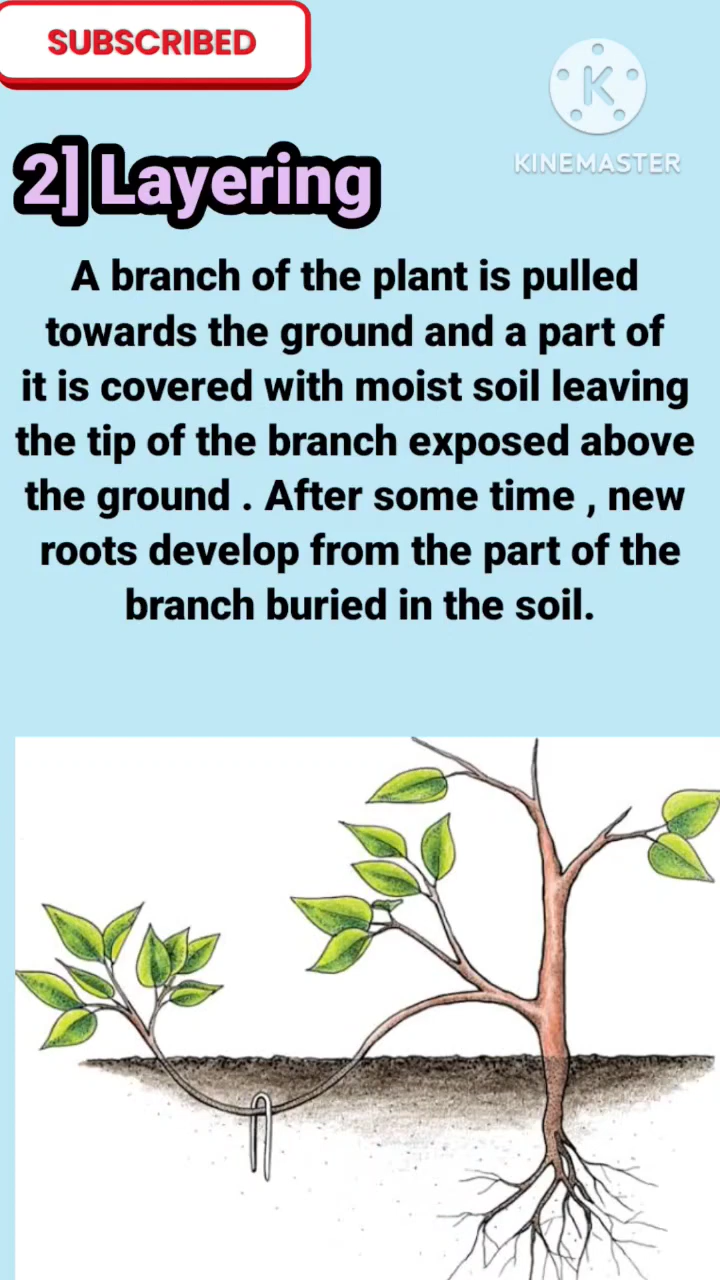 SUBSCRIBED
K
KINEMASTER
2] Layering
A branch of the plant is pulled
towards the ground and a part of
it is covered with moist soil leaving
the tip of the branch exposed above
the ground . After some time , new
roots develop from the part of the
branch buried in the soil.